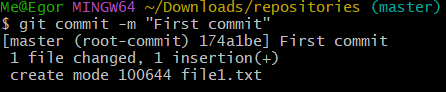 Me@Egor MINGW64 ~/Downloads/repositories (master)
$ git commit -m "First commit"
[master (root-commit) 174a1be] First commit
 1 file changed, 1 insertion(+)
 create mode 100644 file1.txt